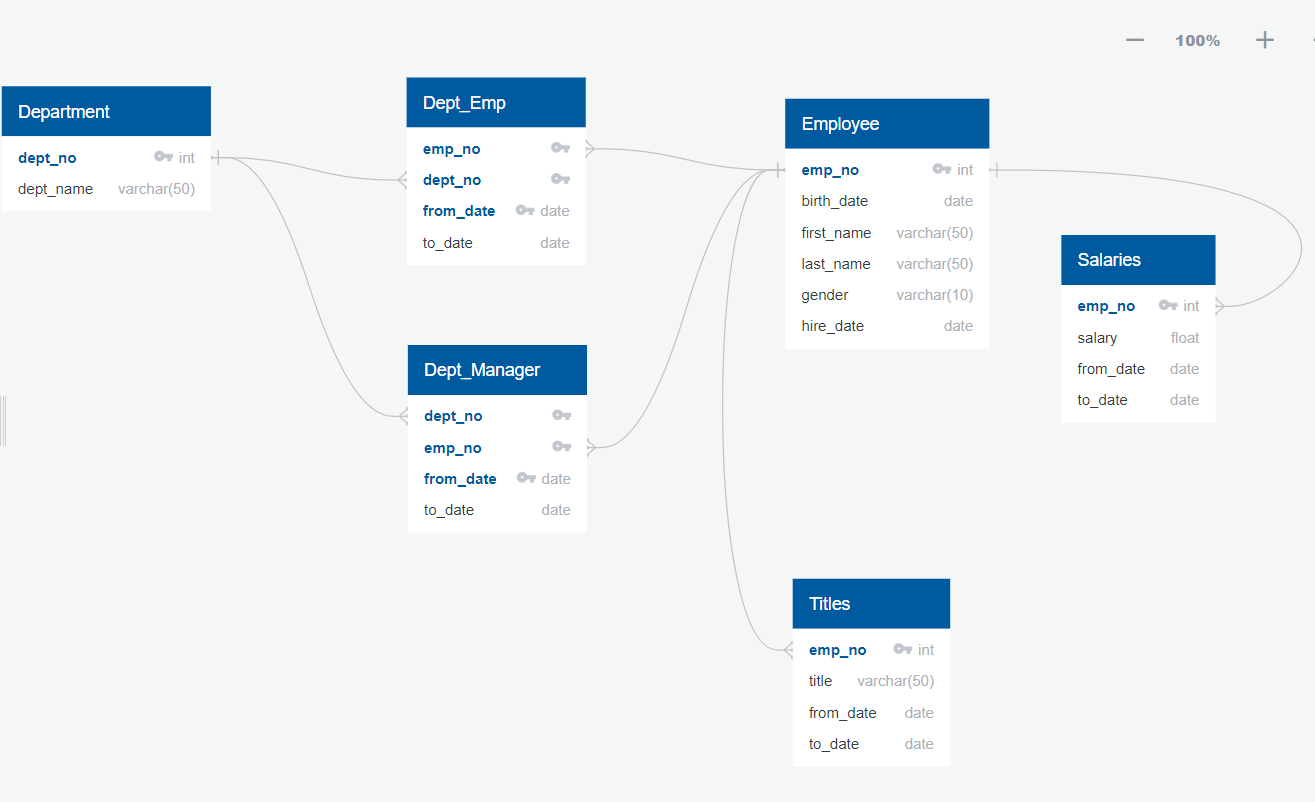 100%
Department
dept_no int
dept_name varchar(50)
Dept_Emp
emp_no
dept_no
from_date date
to_date date
Dept_Manager
dept_no
emp_no
from_date date
to_date date
Employee
emp_no int
birth_date date
first_name varchar(50)
last_name varchar(50)
gender varchar(10)
hire_date date
Salaries
emp_no int
salary float
from_date date
to_date date
Titles
emp_no int
title varchar(50)
from_date date
to_date date